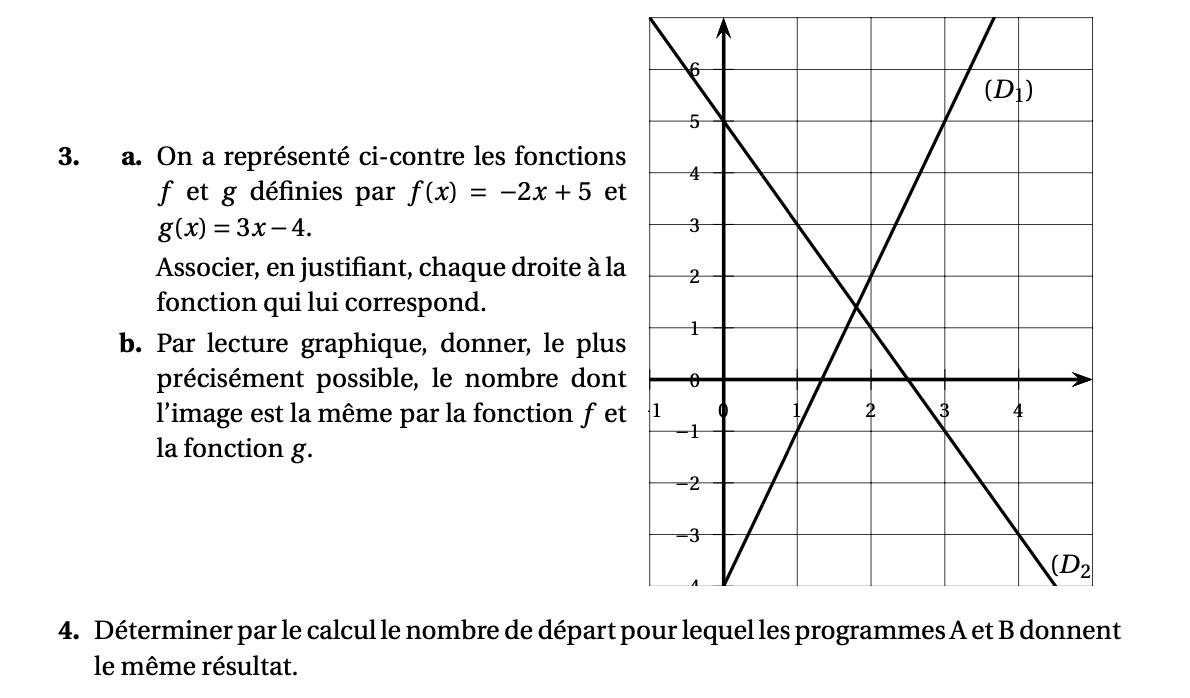 3. a. On a représenté ci-contre les fonctions
f et g définies par f(x) = −2x + 5 et
g(x) = 3x − 4.
Associer, en justifiant, chaque droite à la
fonction qui lui correspond.
b. Par lecture graphique, donner, le plus
précisément possible, le nombre dont
l'image est la même par la fonction f et
la fonction g.
6
(D1)
5
4
3
2
1
0
1 0 1 2 3 4
−1
−2
−3
(D2
4. Déterminer par le calcul le nombre de départ pour lequel les programmes A et B donnent
le même résultat.